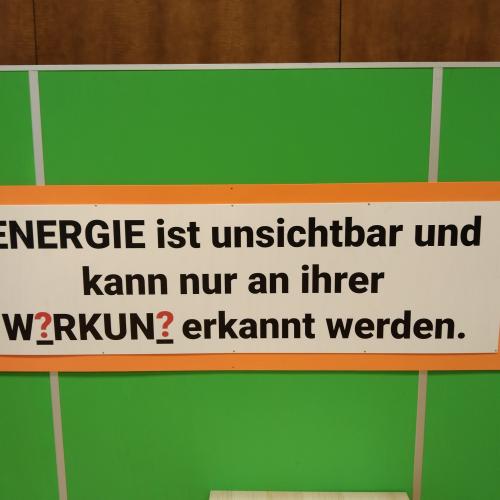 ENERGIE ist unsichtbar und
kann nur an ihrer
W?RKUN? erkannt werden.